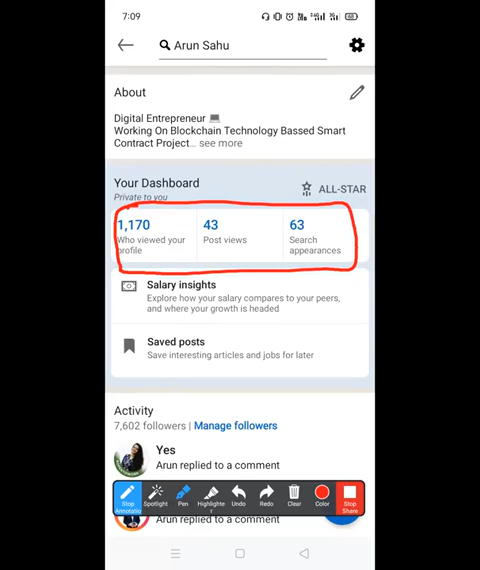 7:09
Arun Sahu
About
Digital Entrepreneur 💻
Working On Blockchain Technology Bassed Smart
Contract Project... see more
Your Dashboard
Private to you
ALL-STAR
1,170
Who viewed your
profile
43
Post views
63
Search
appearances
Salary insights
Explore how your salary compares to your peers,
and where your growth is headed
Saved posts
Save interesting articles and jobs for later
Activity
7,602 followers | Manage followers
Yes
Arun replied to a comment
Stop
Annotatio
Spotlight
Pen
Highlighte
r
Undo
Redo
Clear
Color
Stop
Share
Arun replied to a comment